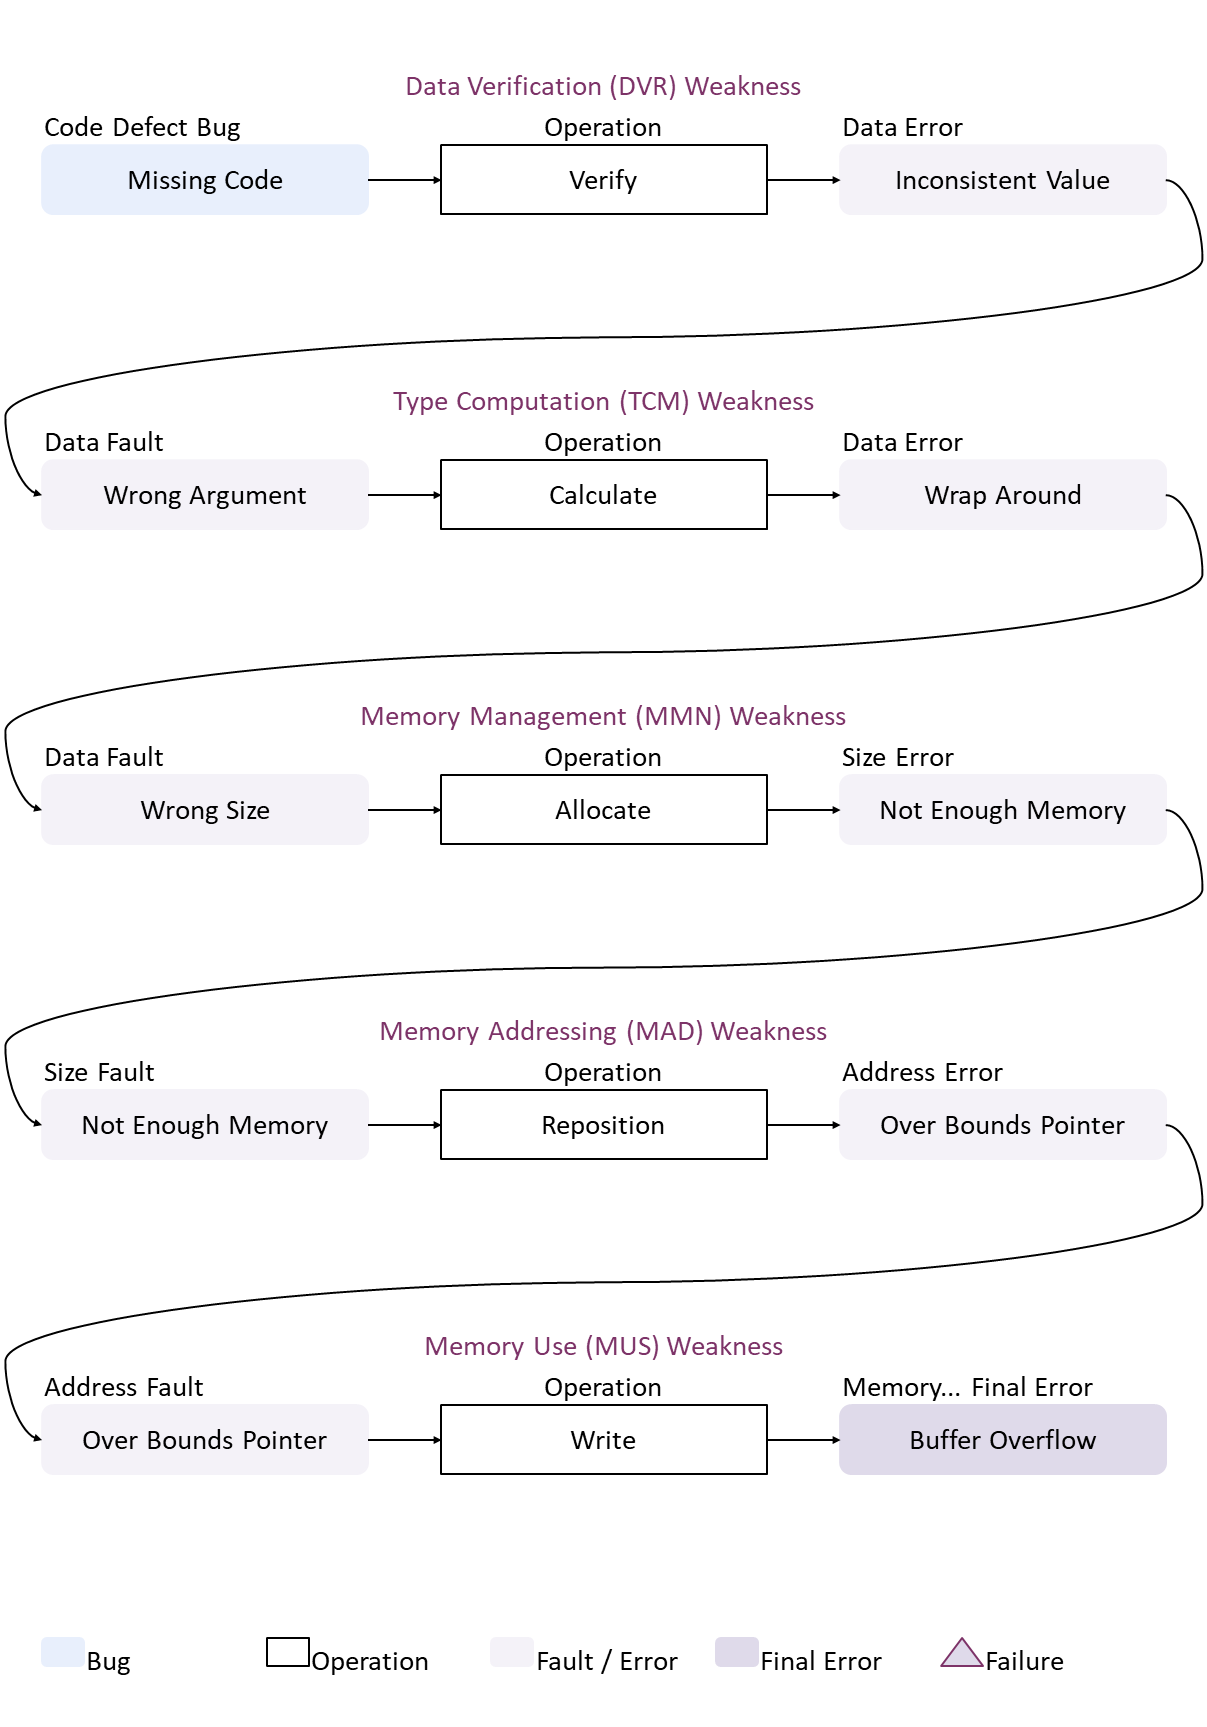 Data Verification (DVR) Weakness
Code Defect Bug
Operation
Data Error
Missing Code
Verify
Inconsistent Value
Type Computation (TCM) Weakness
Data Fault
Operation
Data Error
Wrong Argument
Calculate
Wrap Around
Memory Management (MMN) Weakness
Data Fault
Operation
Size Error
Wrong Size
Allocate
Not Enough Memory
Memory Addressing (MAD) Weakness
Size Fault
Operation
Address Error
Not Enough Memory
Reposition
Over Bounds Pointer
Memory Use (MUS) Weakness
Address Fault
Operation
Memory... Final Error
Over Bounds Pointer
Write
Buffer Overflow
Bug
Operation
Fault / Error
Final Error
Failure